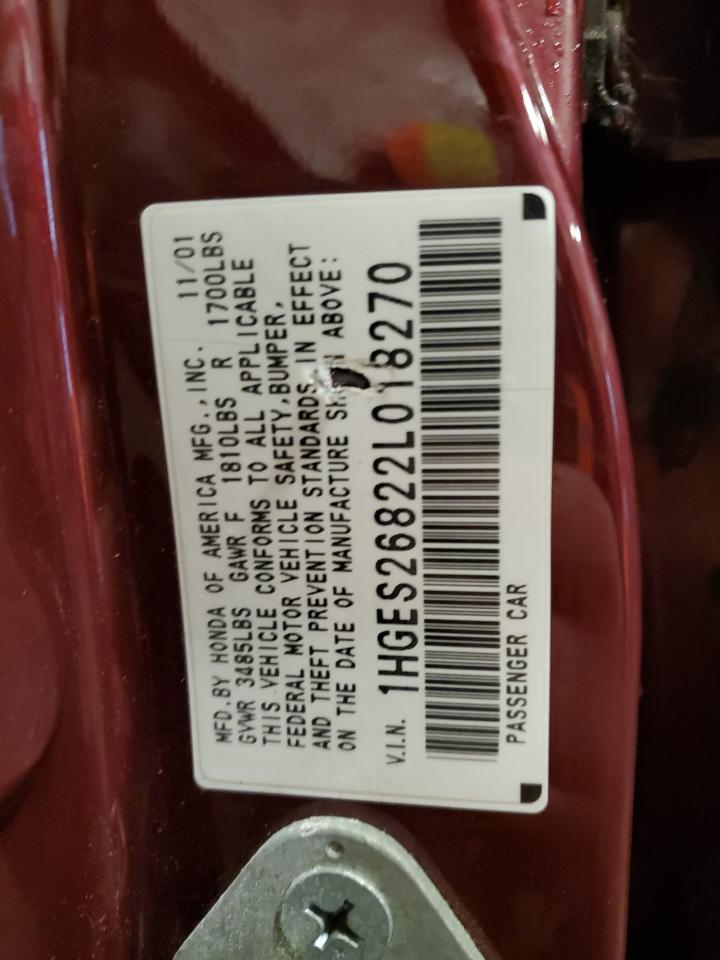 MFD.BY HONDA OF AMERICA MFG.,INC. 11/01
GVWR 3485LBS GAWR F 1810LBS R 1700LBS
THIS VEHICLE CONFORMS TO ALL APPLICABLE
FEDERAL MOTOR VEHICLE SAFETY,BUMPER,
AND THEFT PREVENTION STANDARDS IN EFFECT
ON THE DATE OF MANUFACTURE ABOVE:
V.I.N. 1HGES26822L018270
PASSENGER CAR